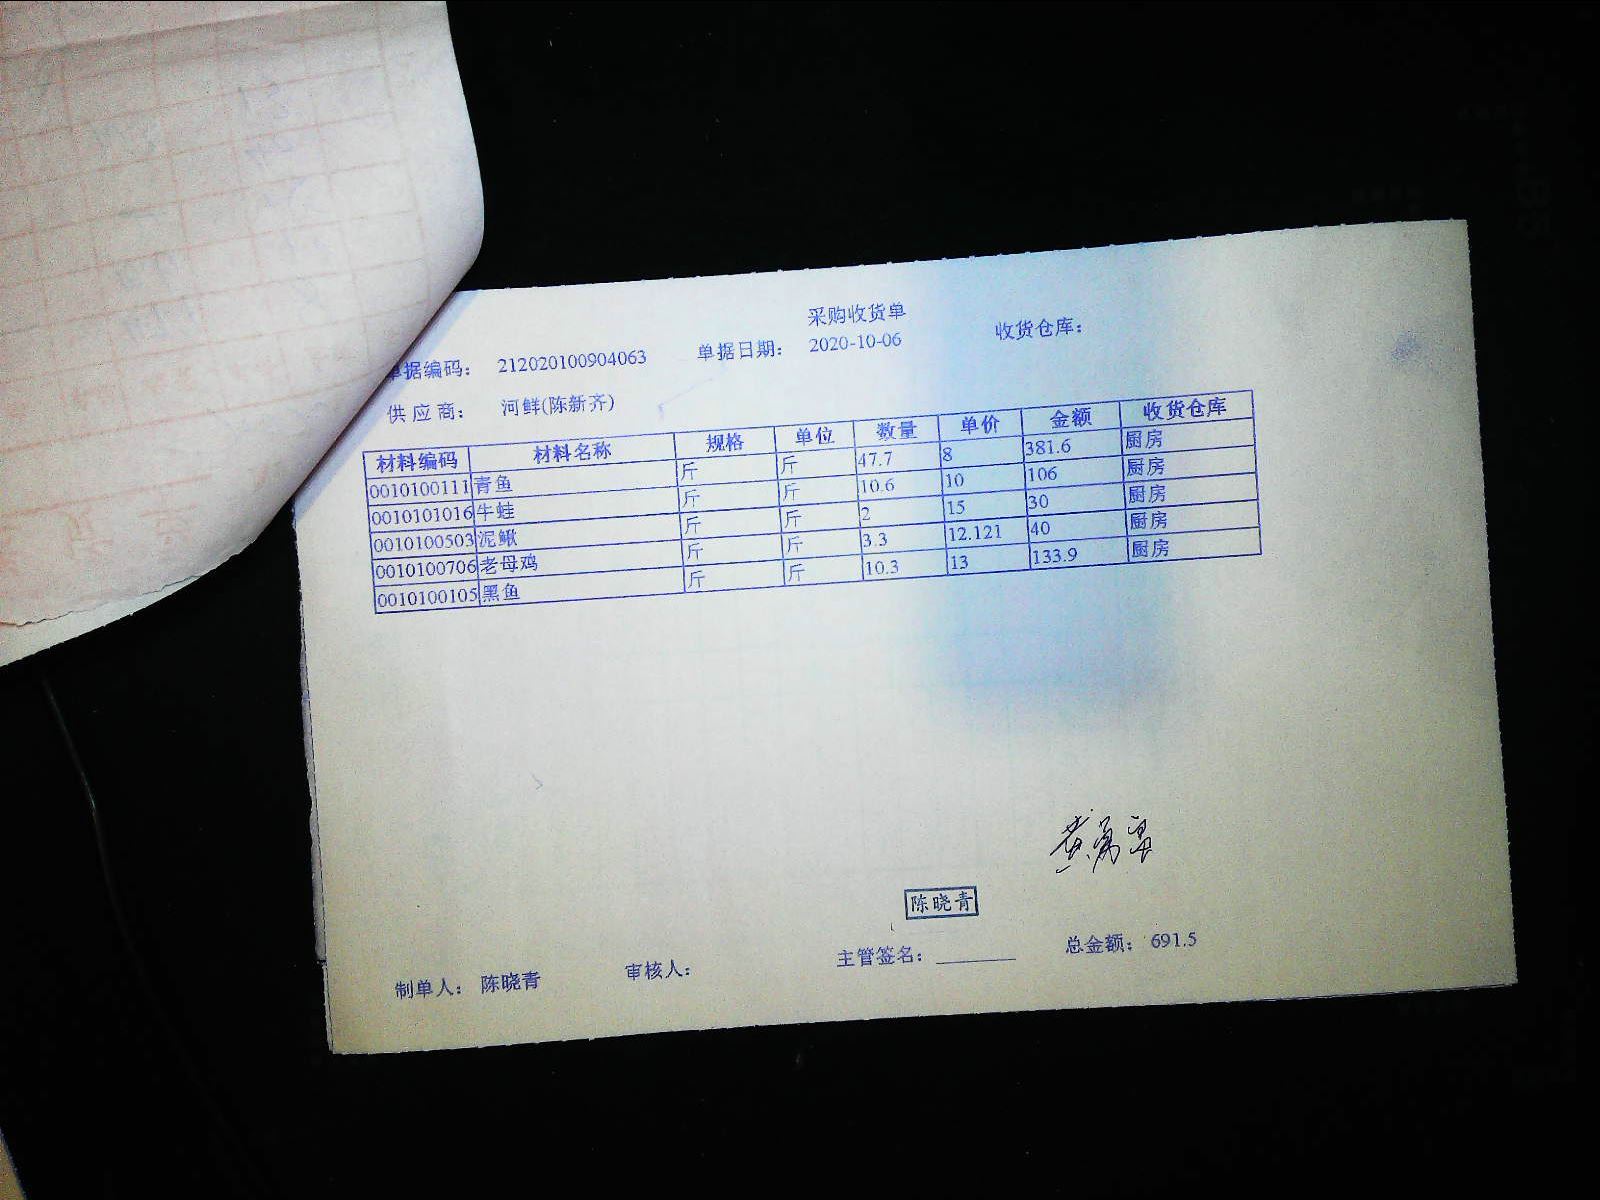 采购收货单
单据编码： 212020100904063 单据日期： 2020-10-06 收货仓库：
供应商： 河鲜(陈新齐)
材料编码 材料名称 规格 单位 数量 单价 金额 收货仓库
0010100111 青鱼 斤 斤 47.7 8 381.6 厨房
0010101016 牛蛙 斤 斤 10.6 10 106 厨房
0010100503 泥鳅 斤 斤 2 15 30 厨房
0010100706 老母鸡 斤 斤 3.3 12.121 40 厨房
0010100105 黑鱼 斤 斤 10.3 13 133.9 厨房
陈晓青
制单人： 陈晓青 审核人： 主管签名： 总金额： 691.5